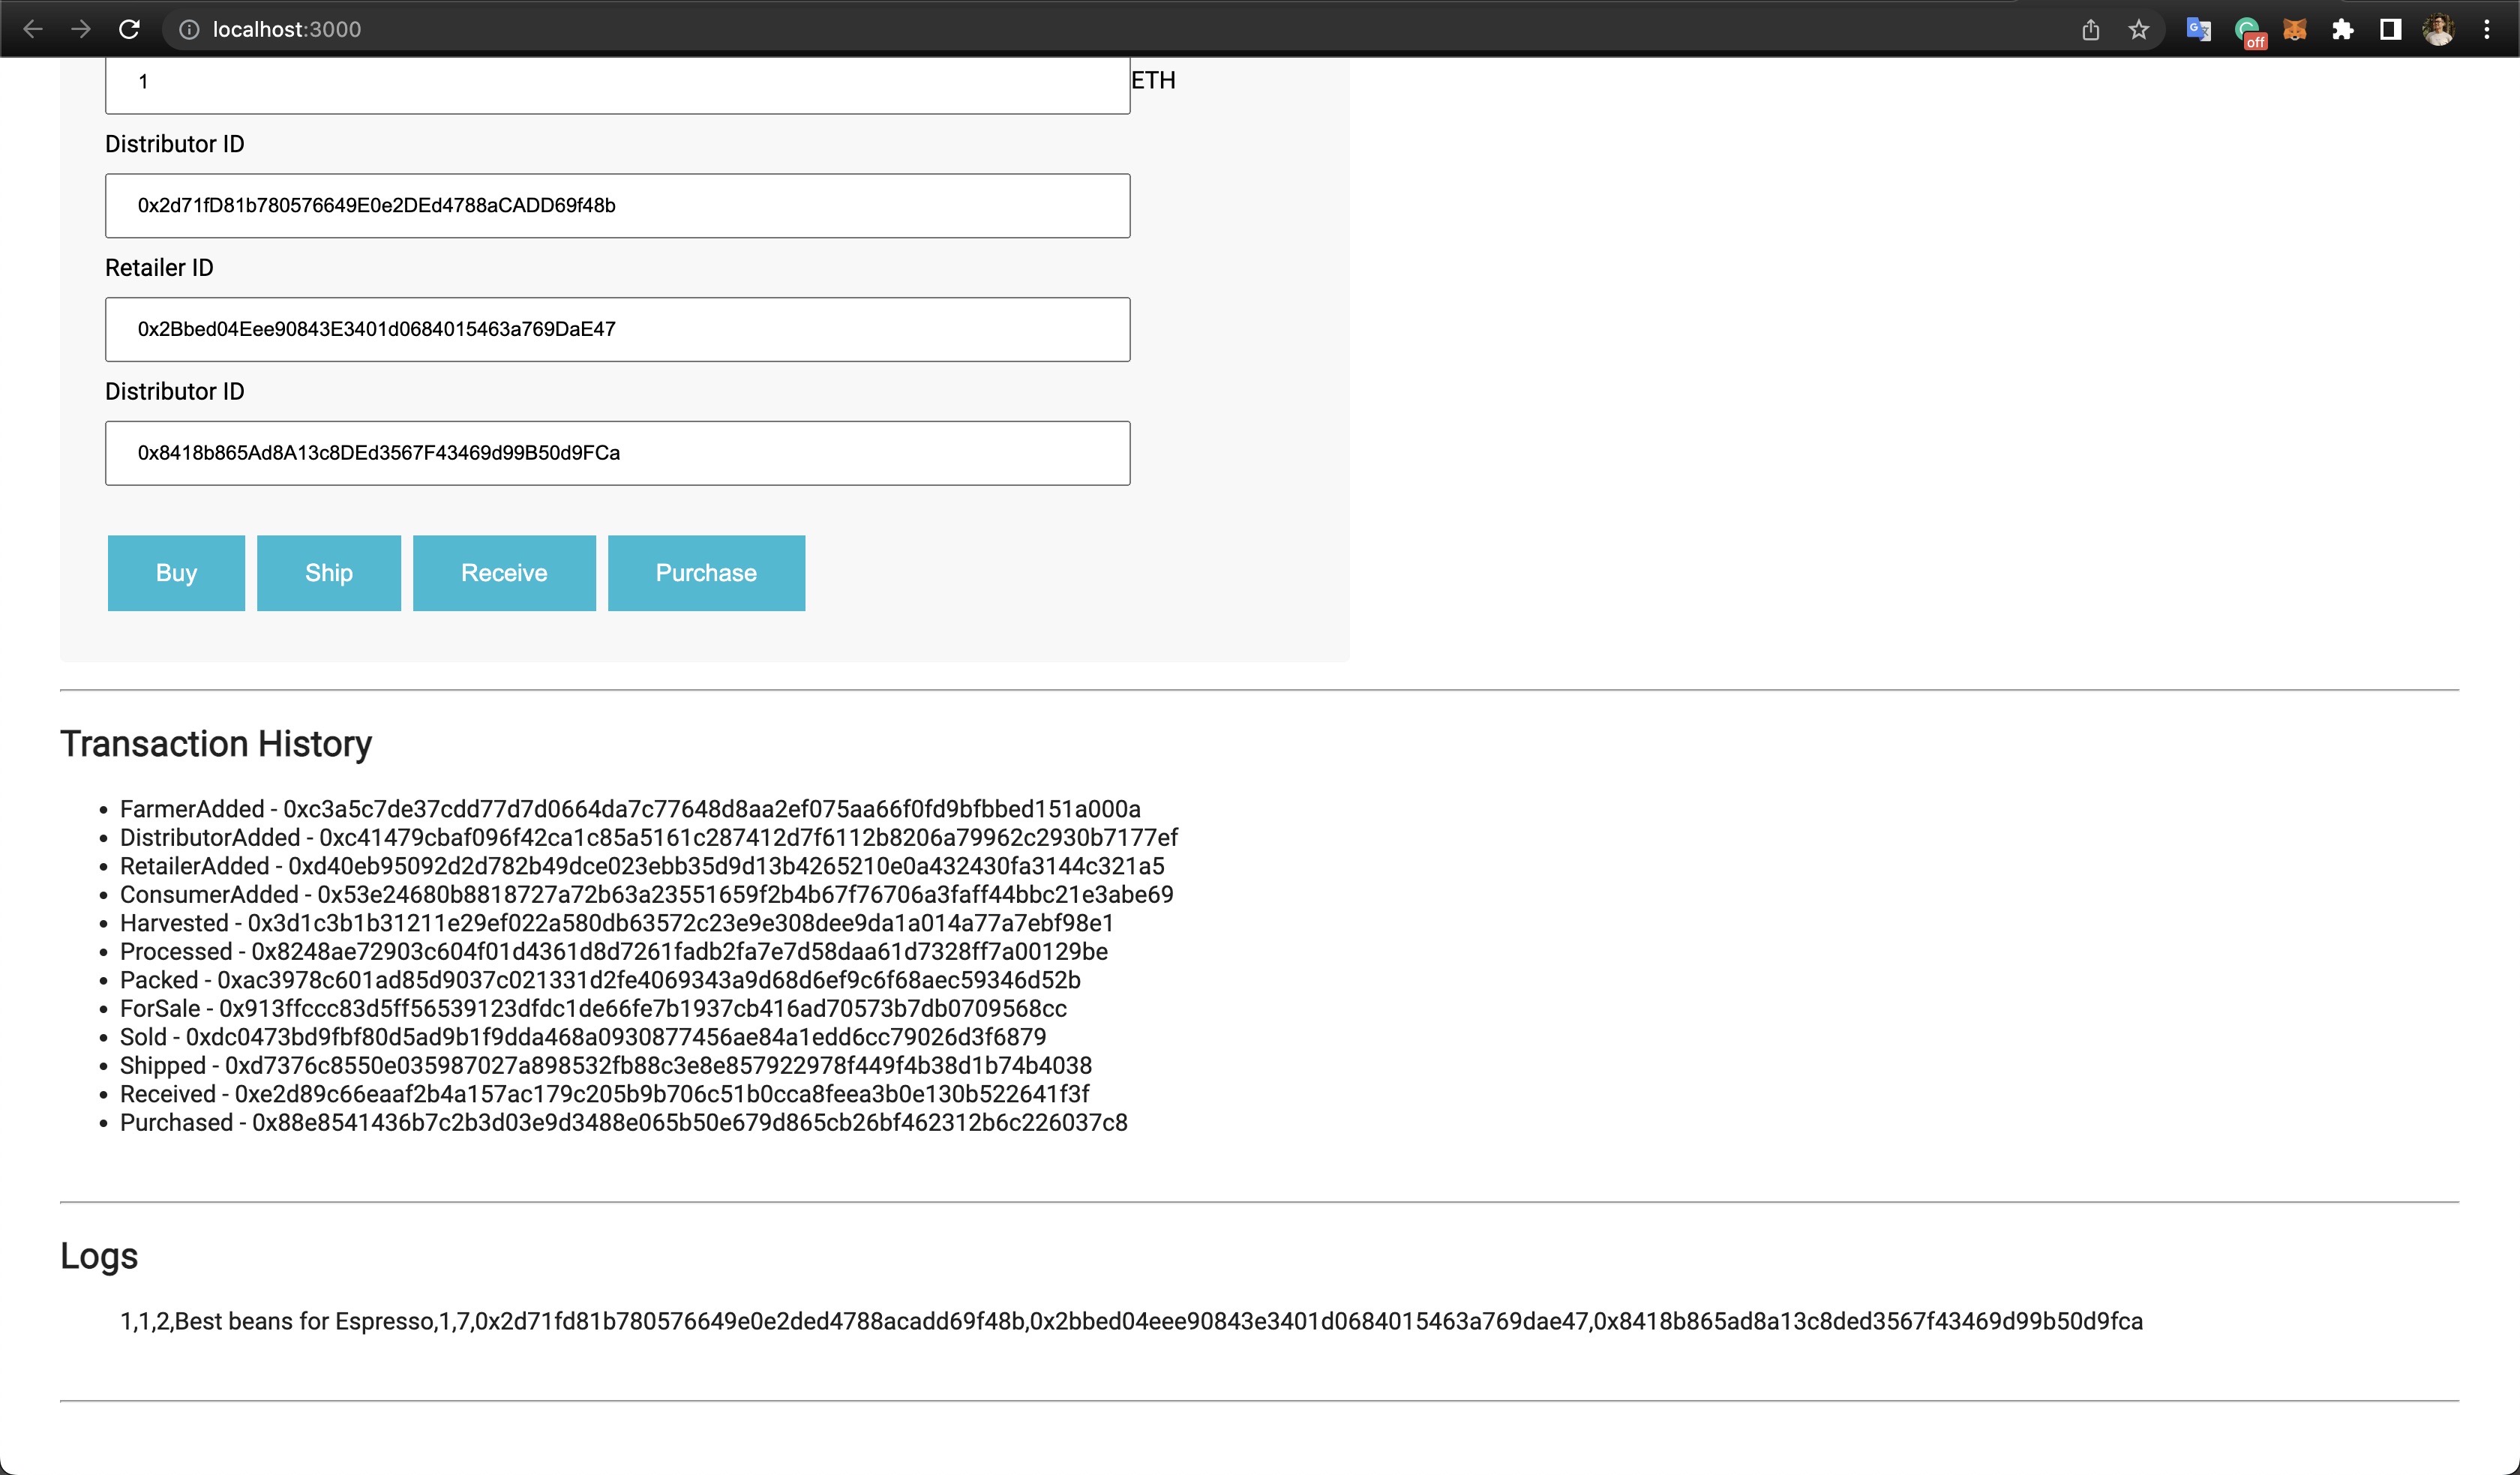 localhost:3000
off
1
ETH
Distributor ID
0x2d71fD81b780576649E0e2DEd4788aCADD69f48b
Retailer ID
0x2Bbed04Eee90843E3401d0684015463a769DaE47
Distributor ID
0x8418b865Ad8A13c8DEd3567F43469d99B50d9FCa
Buy Ship Receive Purchase
Transaction History
• FarmerAdded - 0xc3a5c7de37cdd77d7d0664da7c77648d8aa2ef075aa66f0fd9bfbbed151a000a
• DistributorAdded - 0xc41479cbaf096f42ca1c85a5161c287412d7f6112b8206a79962c2930b7177ef
• RetailerAdded - 0xd40eb95092d2d782b49dce023ebb35d9d13b4265210e0a432430fa3144c321a5
• ConsumerAdded - 0x53e24680b8818727a72b63a23551659f2b4b67f76706a3faff44bbc21e3abe69
• Harvested - 0x3d1c3b1b31211e29ef022a580db63572c23e9e308dee9da1a014a77a7ebf98e1
• Processed - 0x8248ae72903c604f01d4361d8d7261fadb2fa7e7d58daa61d7328ff7a00129be
• Packed - 0xac3978c601ad85d9037c021331d2fe4069343a9d68d6ef9c6f68aec59346d52b
• ForSale - 0x913ffccc83d5ff56539123dfdc1de66fe7b1937cb416ad70573b7db0709568cc
• Sold - 0xdc0473bd9fbf80d5ad9b1f9dda468a0930877456ae84a1edd6cc79026d3f6879
• Shipped - 0xd7376c8550e035987027a898532fb88c3e8e857922978f449f4b38d1b74b4038
• Received - 0xe2d89c66eaaf2b4a157ac179c205b9b706c51b0cca8feea3b0e130b522641f3f
• Purchased - 0x88e8541436b7c2b3d03e9d3488e065b50e679d865cb26bf462312b6c226037c8
Logs
1,1,2,Best beans for Espresso,1,7,0x2d71fd81b780576649e0e2ded4788acadd69f48b,0x2bbed04eee90843e3401d0684015463a769dae47,0x8418b865ad8a13c8ded3567f43469d99b50d9fca